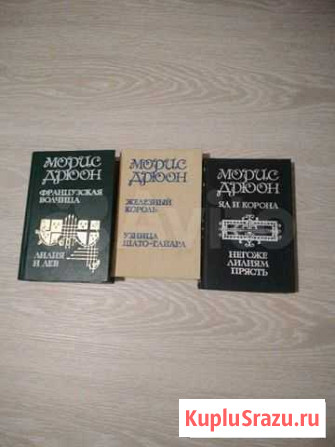 МОРИС
ДРЮОН
ФРАНЦУЗСКАЯ
ВОЛЧИЦА
ЛИЛИЯ
И ЛЕВ
МОРИС
ДРЮОН
ЖЕЛЕЗНЫЙ
КОРОЛЬ
УЗНИЦА
ШАТО-ГАЙАРА
МОРИС
ДРЮОН
ЯД И КОРОНА
НЕГОЖЕ
ЛИЛИЯМ
ПРЯСТЬ
Avito
KupluSrazu.ru